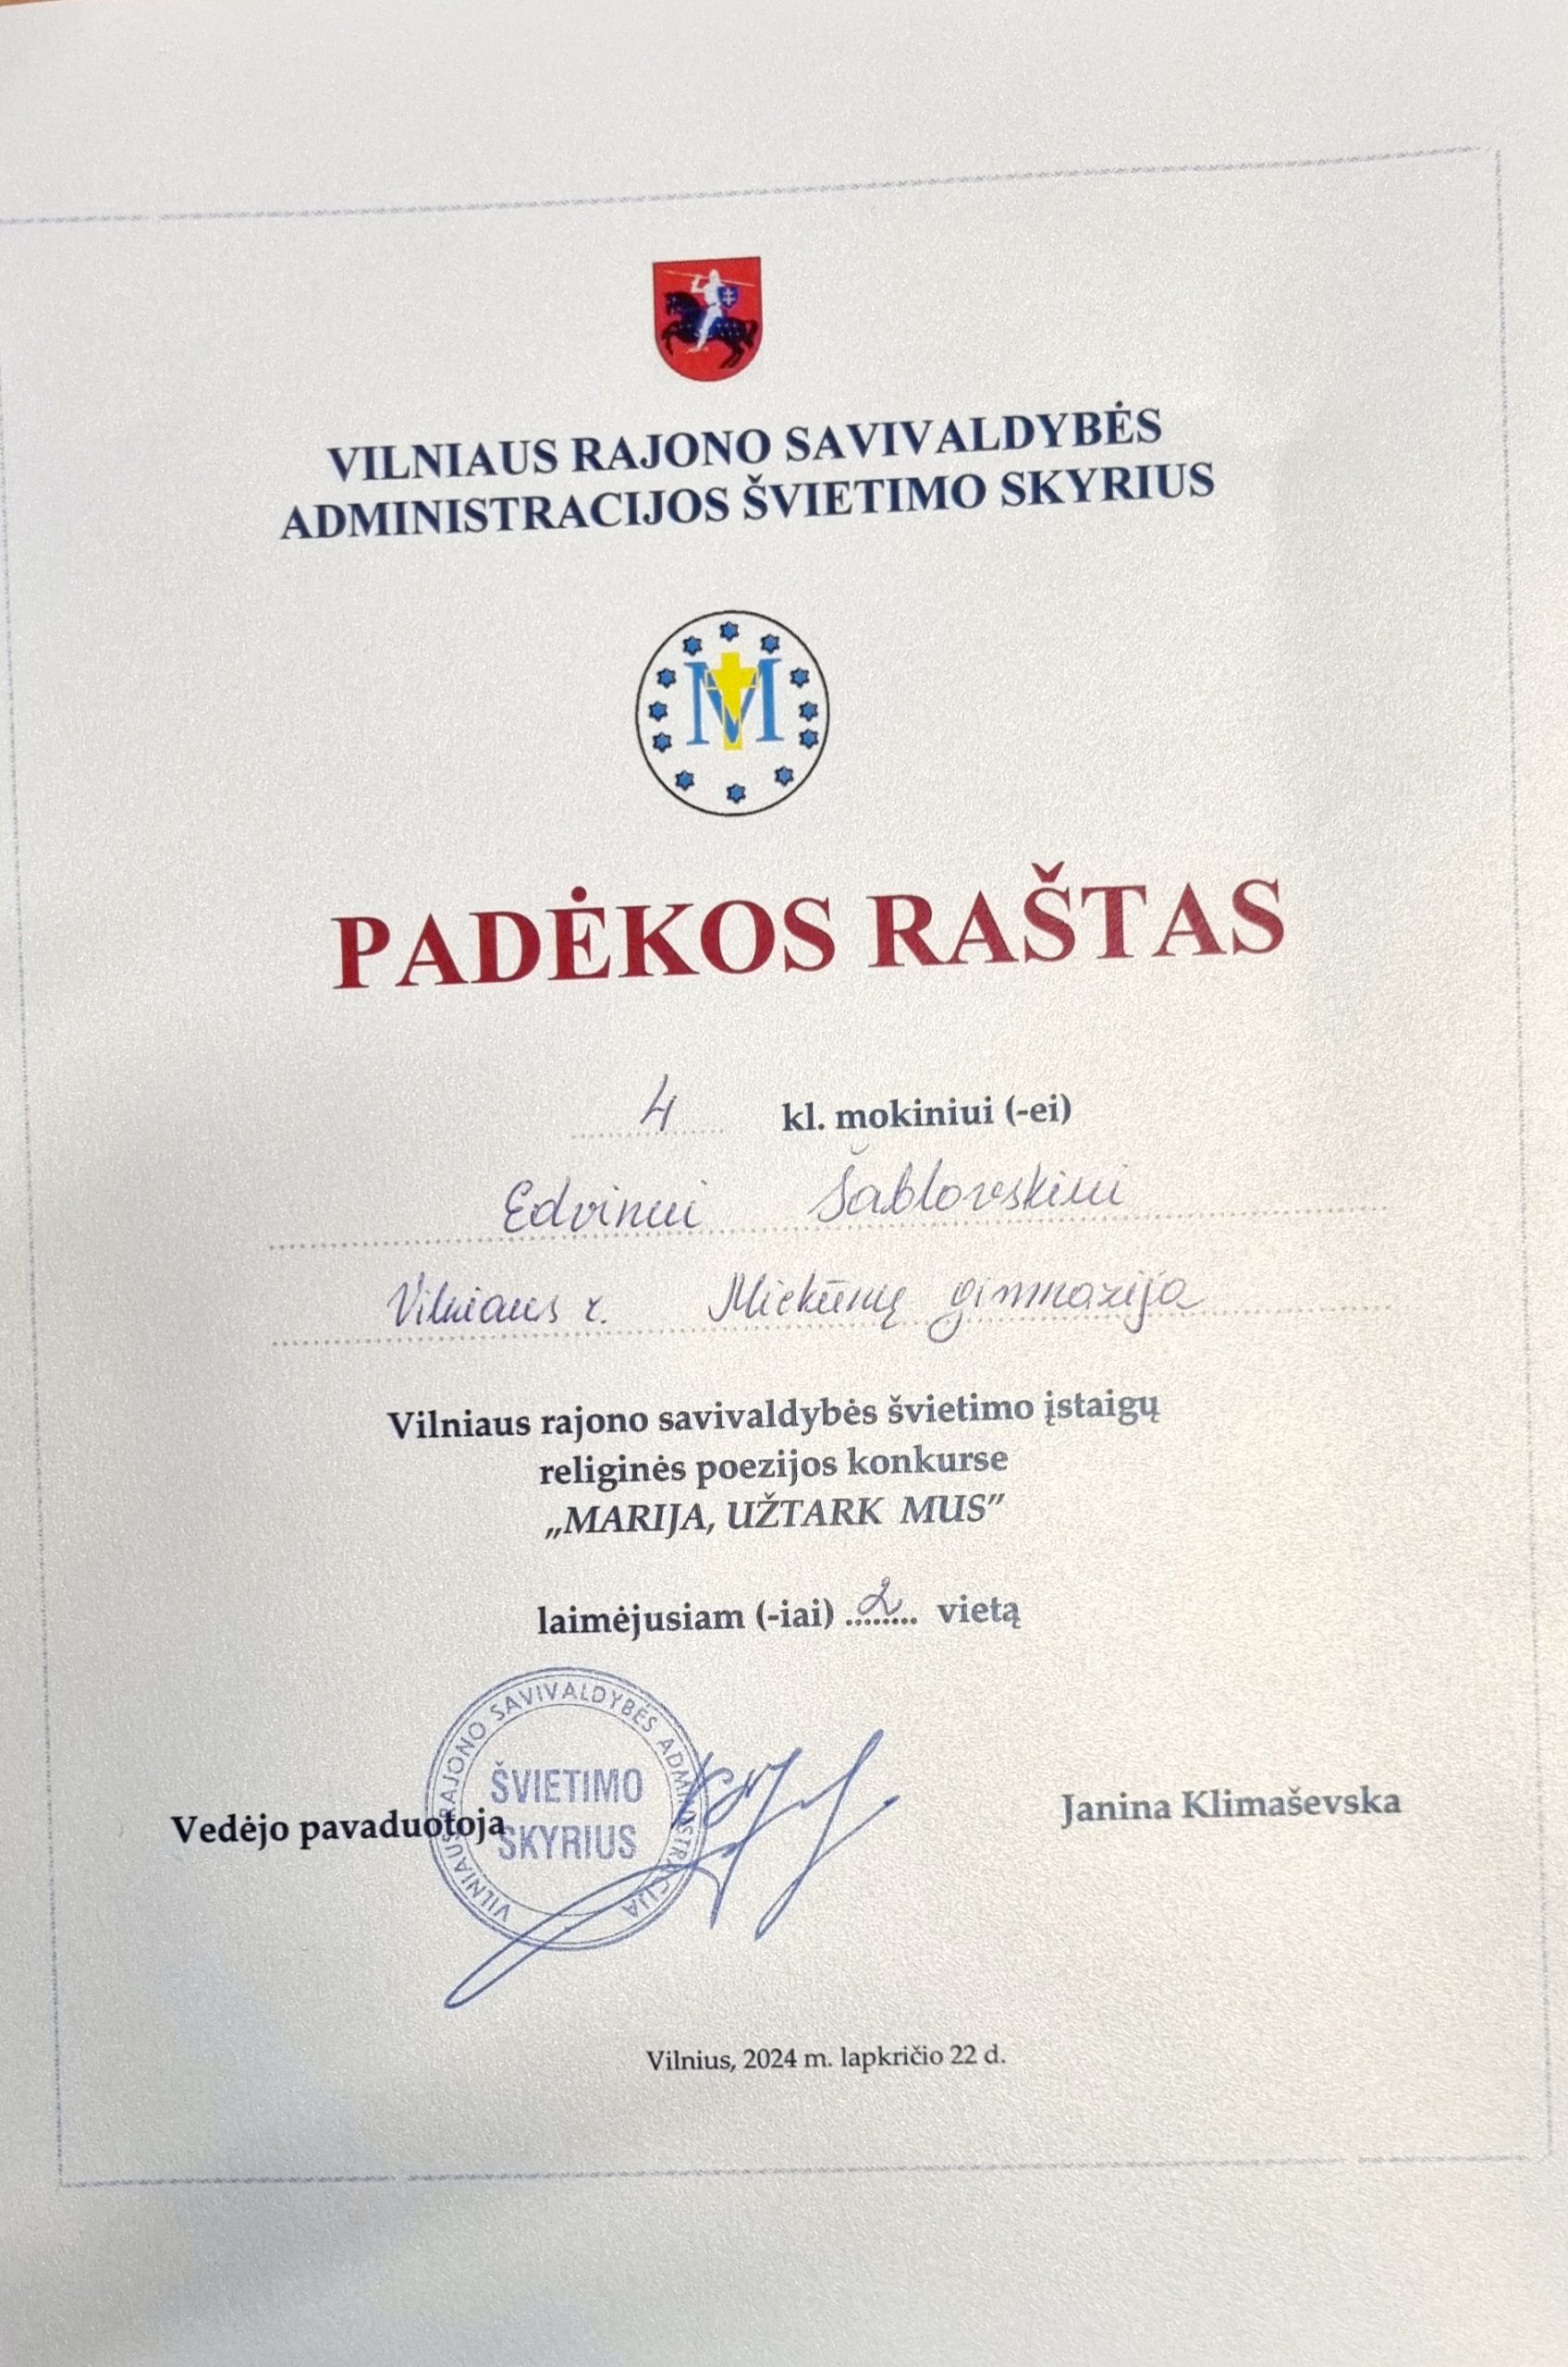 VILNIAUS RAJONO SAVIVALDYBĖS
ADMINISTRACIJOS ŠVIETIMO SKYRIUS
M
PADĖKOS RAŠTAS
4 kl. mokiniui (-ei)
Edvinui Šablovskiui
Vilniaus r. Mickūnų gimnazija
Vilniaus rajono savivaldybės švietimo įstaigų
religinės poezijos konkurse
„MARIJA, UŽTARK MUS”
laimėjusiam (-iai) 2 vietą
VILNIAUS RAJONO SAVIVALDYBĖS ADMINISTRACIJA
ŠVIETIMO
SKYRIUS
Vedėjo pavaduotoja Janina Klimaševska
Vilnius, 2024 m. lapkričio 22 d.